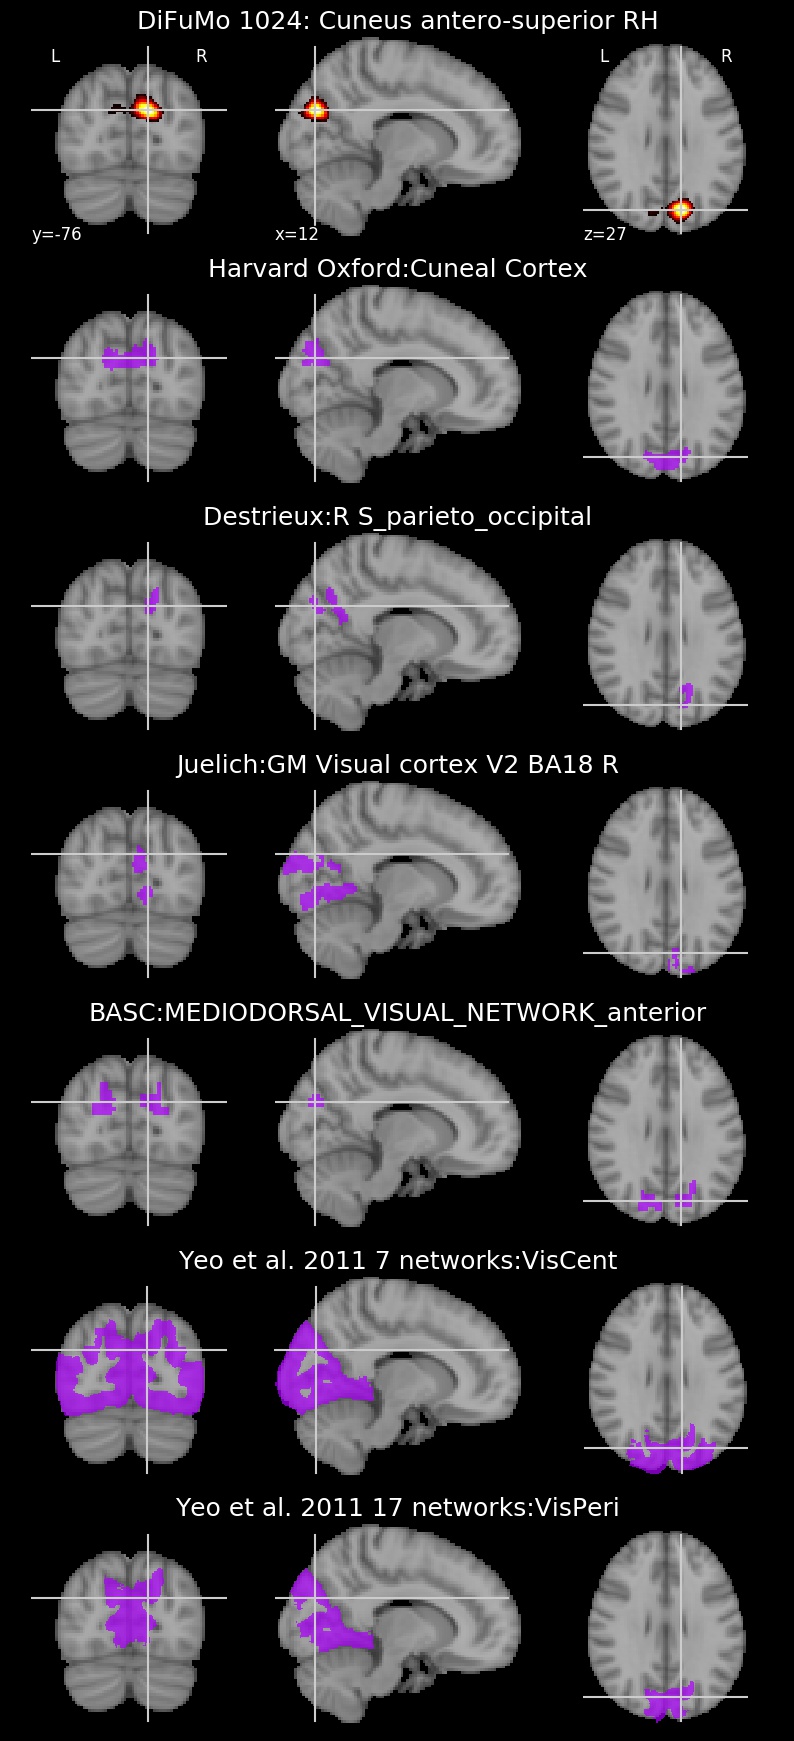 DiFuMo 1024: Cuneus antero-superior RH
L R L R
y=-76 x=12 z=27
Harvard Oxford:Cuneal Cortex
Destrieux:R S_parieto_occipital
Juelich:GM Visual cortex V2 BA18 R
BASC:MEDIODORSAL_VISUAL_NETWORK_anterior
Yeo et al. 2011 7 networks:VisCent
Yeo et al. 2011 17 networks:VisPeri